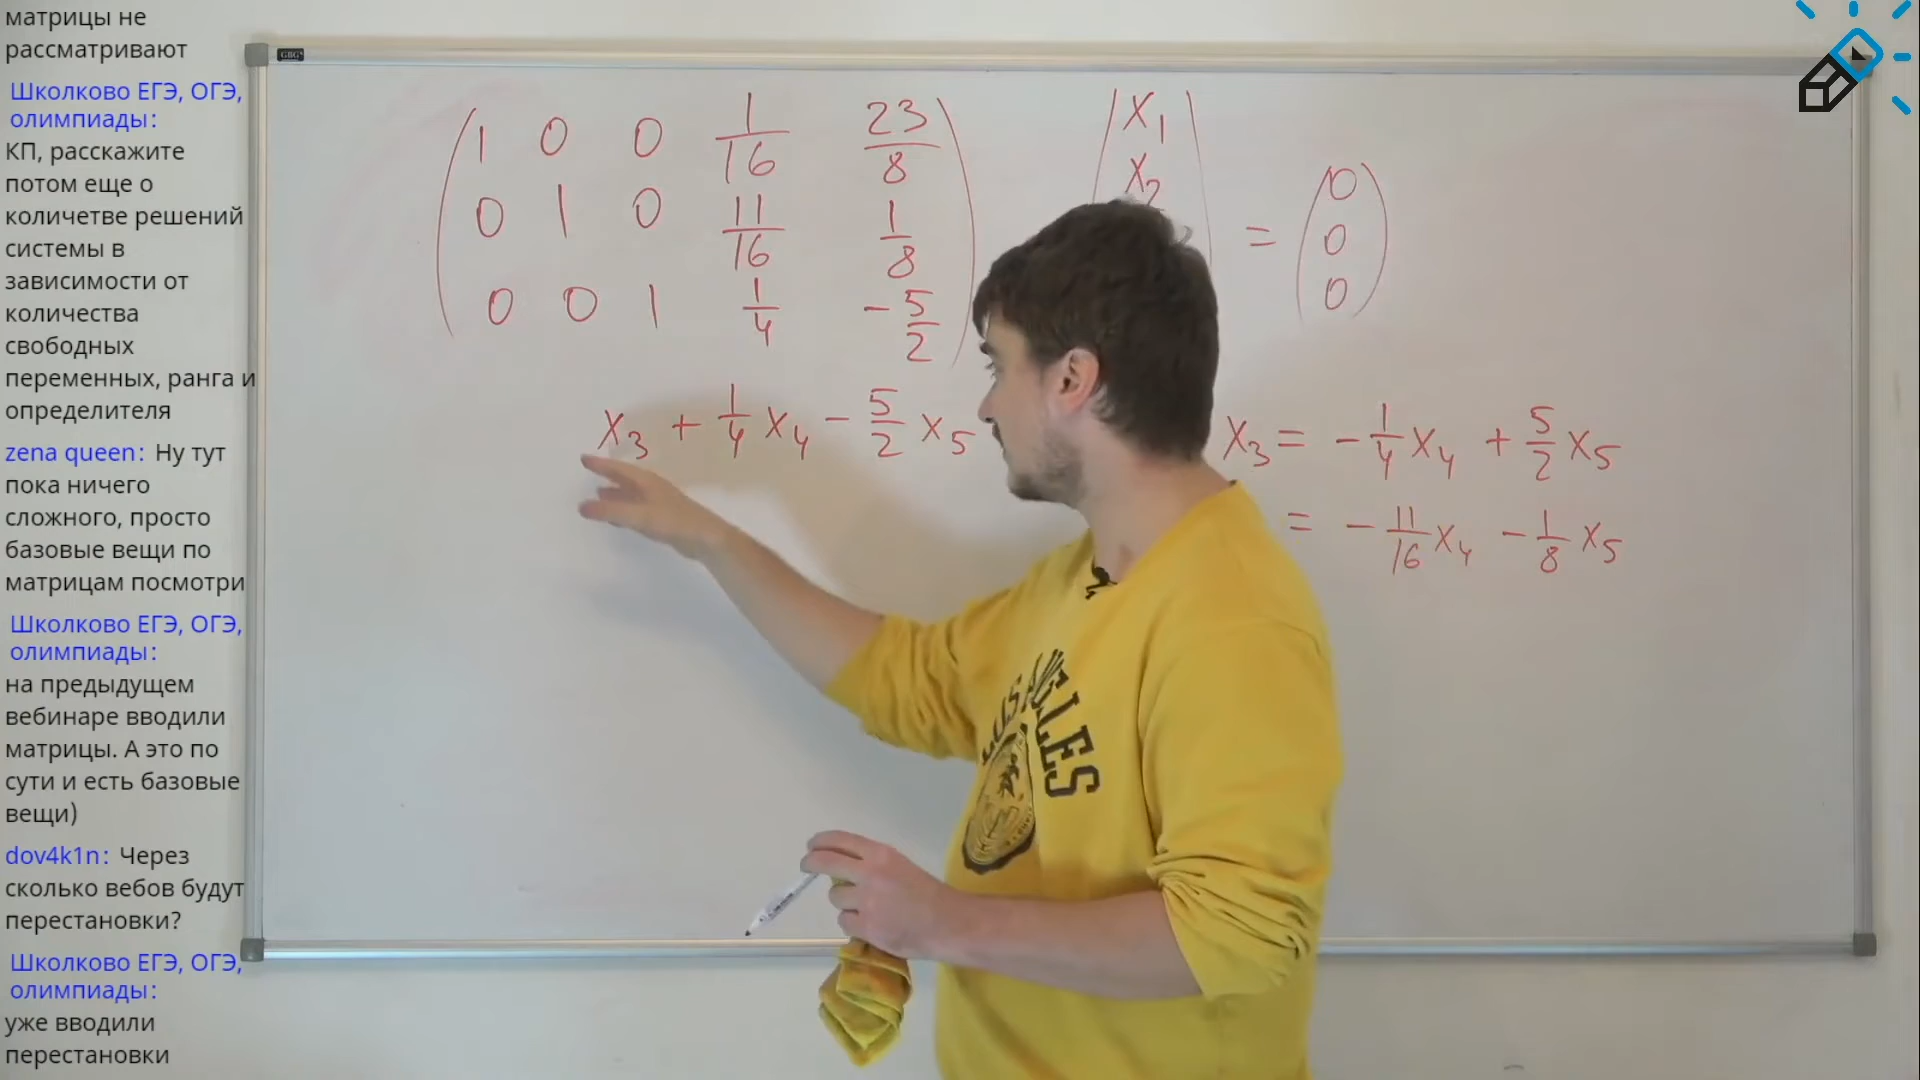 матрицы не
рассматривают
Школково ЕГЭ, ОГЭ,
олимпиады:
КП, расскажите
потом еще о
количетве решений
системы в
зависимости от
количества
свободных
переменных, ранга и
определителя
zena queen: Ну тут
пока ничего
сложного, просто
базовые вещи по
матрицам посмотри
Школково ЕГЭ, ОГЭ,
олимпиады:
на предыдущем
вебинаре вводили
матрицы. А это по
сути и есть базовые
вещи)
dov4k1n: Через
сколько вебов будут
перестановки?
Школково ЕГЭ, ОГЭ,
олимпиады:
уже вводили
перестановки
GBG
1 0 0 1/16 23/8
0 1 0 11/16 1/8
0 0 1 1/4 -5/2
x1
x2
=
0
0
0
x3 + 1/4 x4 - 5/2 x5
x3 = -1/4 x4 + 5/2 x5
= -11/16 x4 - 1/8 x5
ANGELES